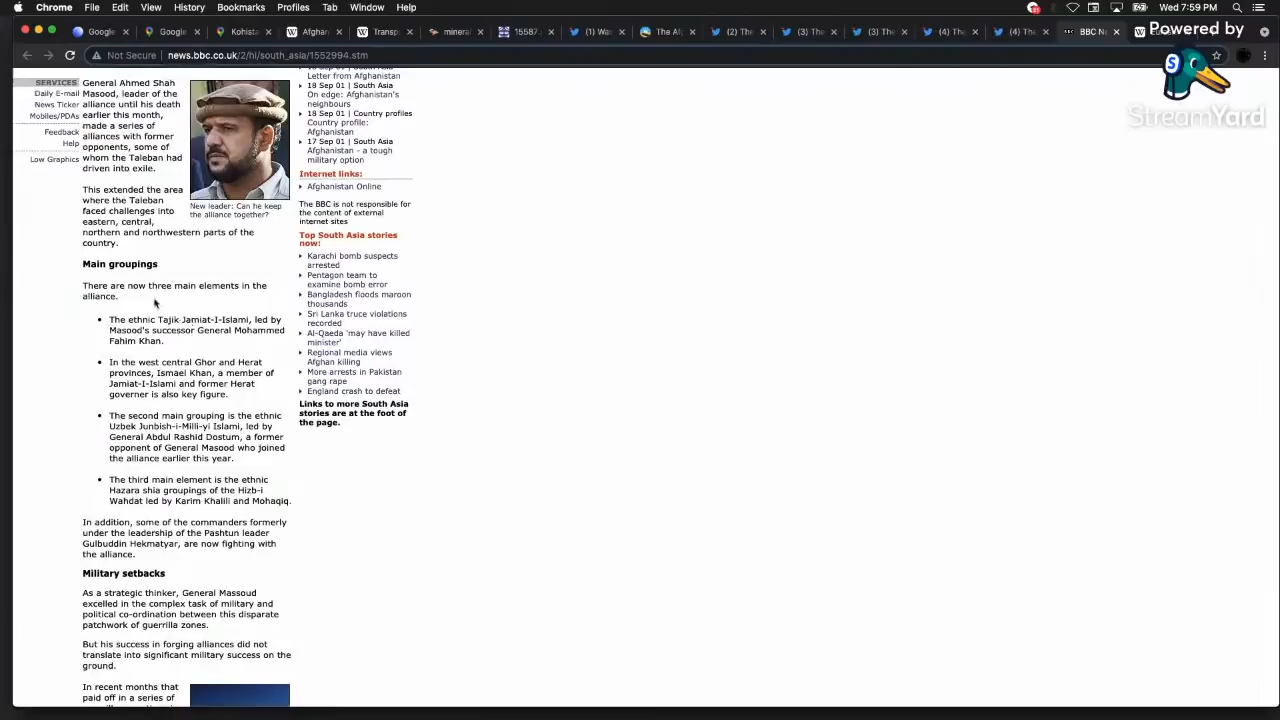 Chrome File Edit View History Bookmarks Profiles Tab Window Help
Wed 7:59 PM
Google
Google
Kohista
Afghan
Transp
mineral
15587
(1) Wa
The Af
(2) The
(3) The
(3) The
(4) The
(4) Th
BBC N
Powered by
Not Secure
news.bbc.co.uk/2/hi/south_asia/1552994.stm
StreamYard
SERVICES
Daily E-mail
News Ticker
Mobiles/PDAs
Feedback
Help
Low Graphics
General Ahmed Shah
Masood, leader of the
alliance until his death
earlier this month,
made a series of
alliances with former
opponents, some of
whom the Taleban had
driven into exile.
This extended the area
where the Taleban
faced challenges into
eastern, central,
northern and northwestern parts of the
country.
New leader: Can he keep
the alliance together?
Main groupings
There are now three main elements in the
alliance.
• The ethnic Tajik Jamiat-I-Islami, led by
Masood's successor General Mohammed
Fahim Khan.
• In the west central Ghor and Herat
provinces, Ismael Khan, a member of
Jamiat-I-Islami and former Herat
governer is also key figure.
• The second main grouping is the ethnic
Uzbek Junbish-i-Milli-yi Islami, led by
General Abdul Rashid Dostum, a former
opponent of General Masood who joined
the alliance earlier this year.
• The third main element is the ethnic
Hazara shia groupings of the Hizb-i
Wahdat led by Karim Khalili and Mohaqiq.
In addition, some of the commanders formerly
under the leadership of the Pashtun leader
Gulbuddin Hekmatyar, are now fighting with
the alliance.
Military setbacks
As a strategic thinker, General Massoud
excelled in the complex task of military and
political co-ordination between this disparate
patchwork of guerrilla zones.
But his success in forging alliances did not
translate into significant military success on the
ground.
In recent months that
paid off in a series of
Letter from Afghanistan
18 Sep 01 | South Asia
On edge: Afghanistan's
neighbours
18 Sep 01 | Country profiles
Country profile:
Afghanistan
17 Sep 01 | South Asia
Afghanistan - a tough
military option
Internet links:
Afghanistan Online
The BBC is not responsible for
the content of external
internet sites
Top South Asia stories
now:
Karachi bomb suspects
arrested
Pentagon team to
examine bomb error
Bangladesh floods maroon
thousands
Sri Lanka truce violations
recorded
Al-Qaeda 'may have killed
minister'
Regional media views
Afghan killing
More arrests in Pakistan
gang rape
England crash to defeat
Links to more South Asia
stories are at the foot of
the page.